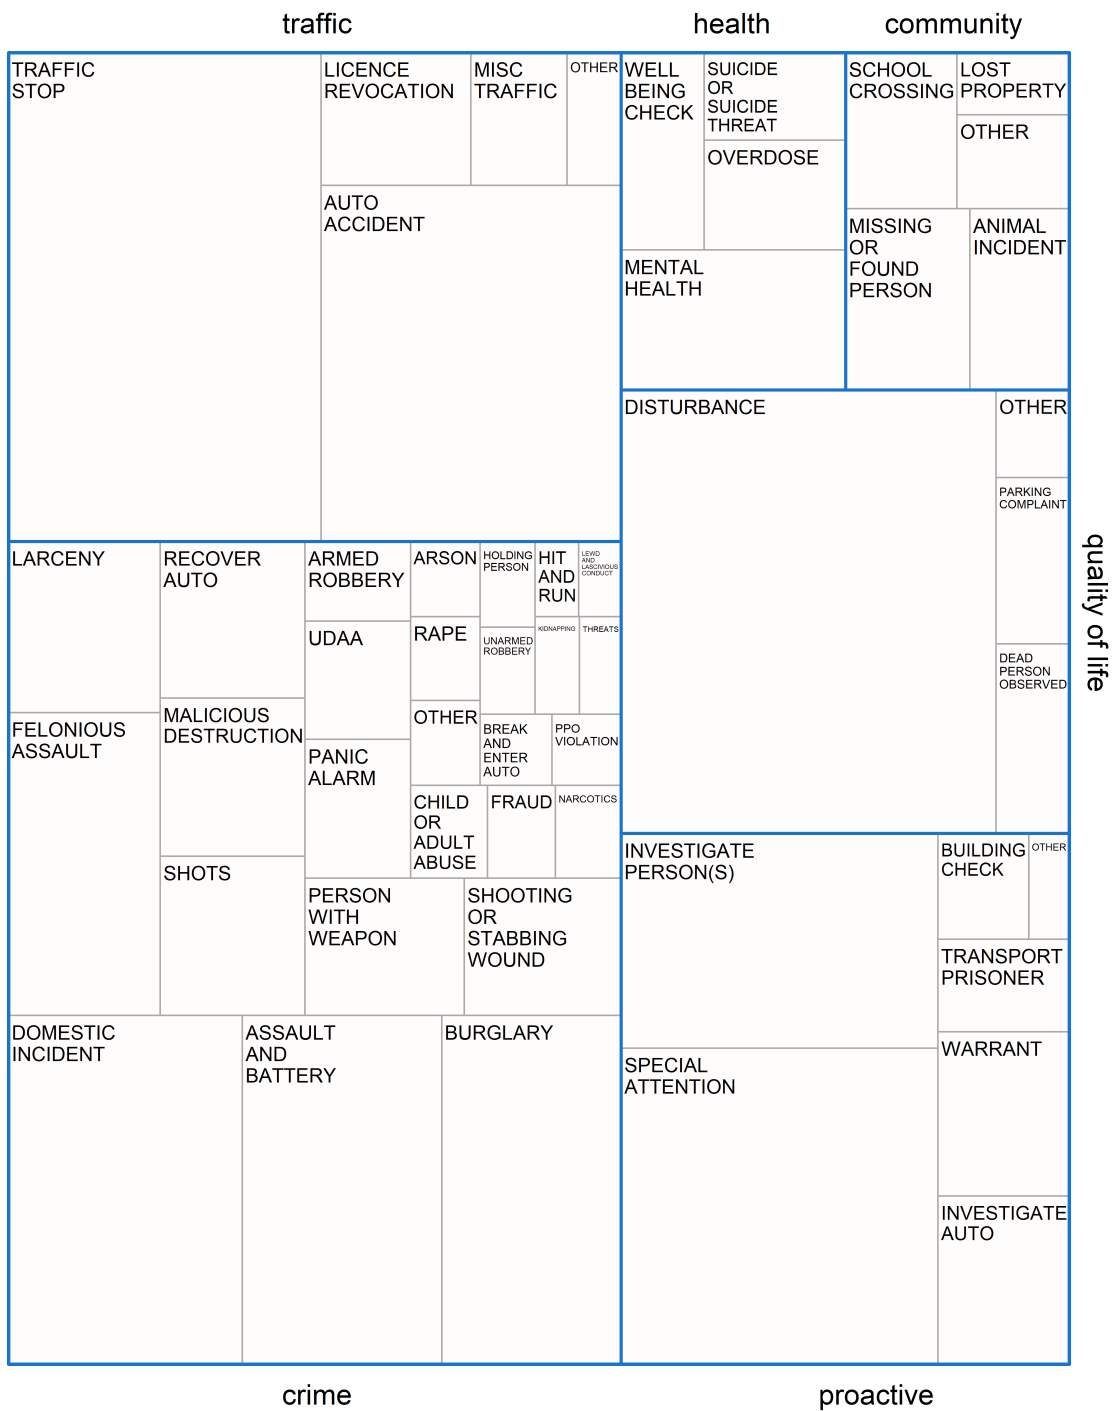 traffic
health
community
TRAFFIC
STOP
LICENCE
REVOCATION
MISC
TRAFFIC
OTHER
AUTO
ACCIDENT
WELL
BEING
CHECK
SUICIDE
OR
SUICIDE
THREAT
OVERDOSE
MENTAL
HEALTH
SCHOOL
CROSSING
LOST
PROPERTY
OTHER
MISSING
OR
FOUND
PERSON
ANIMAL
INCIDENT
DISTURBANCE
OTHER
PARKING
COMPLAINT
DEAD
PERSON
OBSERVED
quality of life
LARCENY
FELONIOUS
ASSAULT
RECOVER
AUTO
MALICIOUS
DESTRUCTION
SHOTS
ARMED
ROBBERY
UDAA
PANIC
ALARM
ARSON
RAPE
OTHER
HOLDING
PERSON
UNARMED
ROBBERY
HIT
AND
RUN
LEWD
AND
LASCIVIOUS
CONDUCT
KIDNAPPING
THREATS
BREAK
AND
ENTER
AUTO
PPO
VIOLATION
CHILD
OR
ADULT
ABUSE
FRAUD
NARCOTICS
PERSON
WITH
WEAPON
SHOOTING
OR
STABBING
WOUND
DOMESTIC
INCIDENT
ASSAULT
AND
BATTERY
BURGLARY
INVESTIGATE
PERSON(S)
SPECIAL
ATTENTION
BUILDING
CHECK
OTHER
TRANSPORT
PRISONER
WARRANT
INVESTIGATE
AUTO
crime
proactive